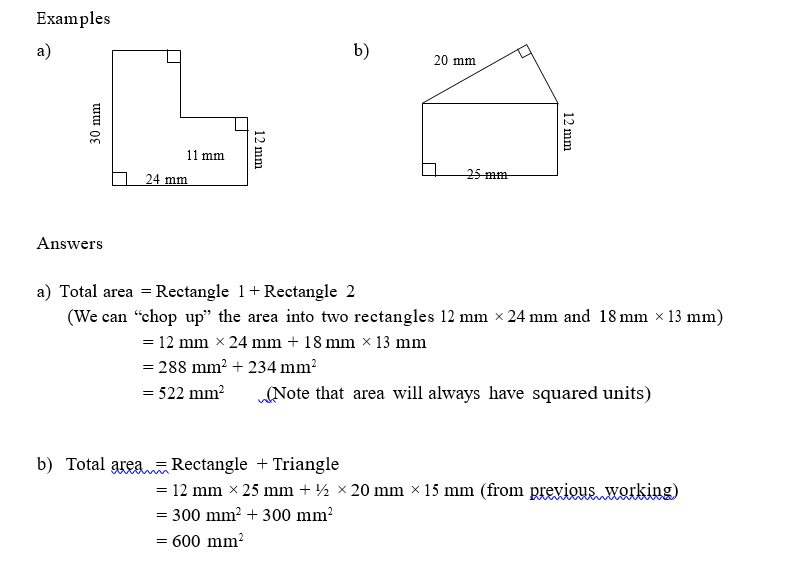 Examples
a)
b)
20 mm
30 mm
12 mm
12 mm
11 mm
24 mm
25 mm
Answers
a) Total area = Rectangle 1 + Rectangle 2
(We can “chop up” the area into two rectangles 12 mm × 24 mm and 18 mm × 13 mm)
= 12 mm × 24 mm + 18 mm × 13 mm
= 288 mm² + 234 mm²
= 522 mm² (Note that area will always have squared units)
b) Total area = Rectangle + Triangle
= 12 mm × 25 mm + ½ × 20 mm × 15 mm (from previous working)
= 300 mm² + 300 mm²
= 600 mm²